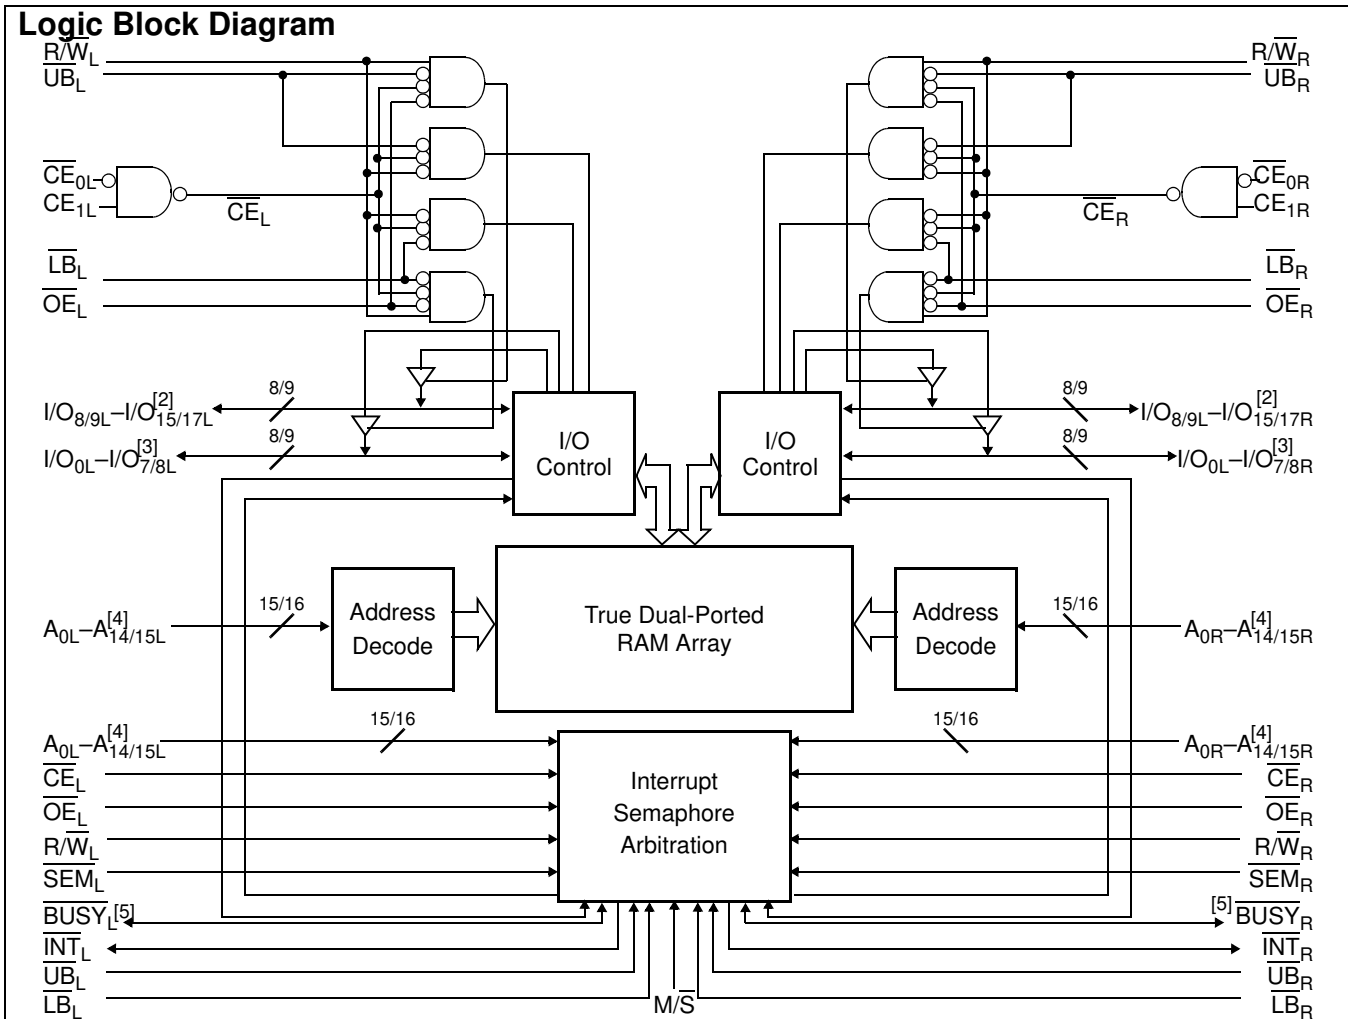 Logic Block Diagram
R/W̅L R/W̅R
U̅B̅L U̅B̅R
C̅E̅0L C̅E̅0R
CE1L C̅E̅L C̅E̅R CE1R
L̅B̅L L̅B̅R
O̅E̅L O̅E̅R
8/9 8/9
I/O8/9L–I/O[2]15/17L I/O8/9L–I/O[2]15/17R
8/9 8/9
I/O0L–I/O[3]7/8L I/O0L–I/O[3]7/8R
I/O
Control
I/O
Control
15/16 15/16
A0L–A[4]14/15L A0R–A[4]14/15R
Address
Decode
True Dual-Ported
RAM Array
Address
Decode
15/16 15/16
A0L–A[4]14/15L A0R–A[4]14/15R
C̅E̅L C̅E̅R
O̅E̅L O̅E̅R
R/W̅L R/W̅R
S̅E̅M̅L S̅E̅M̅R
Interrupt
Semaphore
Arbitration
B̅U̅S̅Y̅L[5] [5]B̅U̅S̅Y̅R
I̅N̅T̅L I̅N̅T̅R
U̅B̅L U̅B̅R
L̅B̅L M/S̅ L̅B̅R